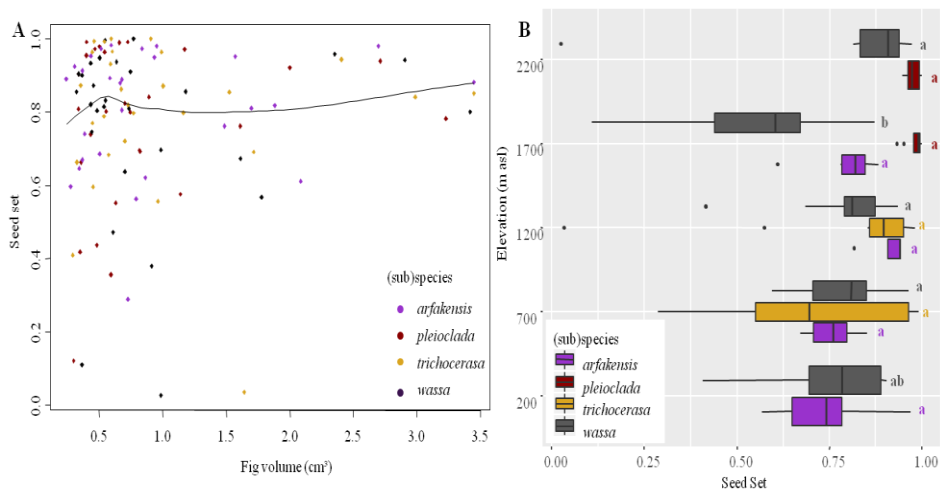 A
Seed set
1.0
0.8
0.6
0.4
0.2
0.0
(sub)species
arfakensis
pleioclada
trichocerasa
wassa
0.5 1.0 1.5 2.0 2.5 3.0 3.5
Fig volume (cm³)
B
Elevation (m asl)
2200
1700
1200
700
200
a
a
b
a
a
a
a
a
a
a
a
ab
a
(sub)species
arfakensis
pleioclada
trichocerasa
wassa
0.00 0.25 0.50 0.75 1.00
Seed Set